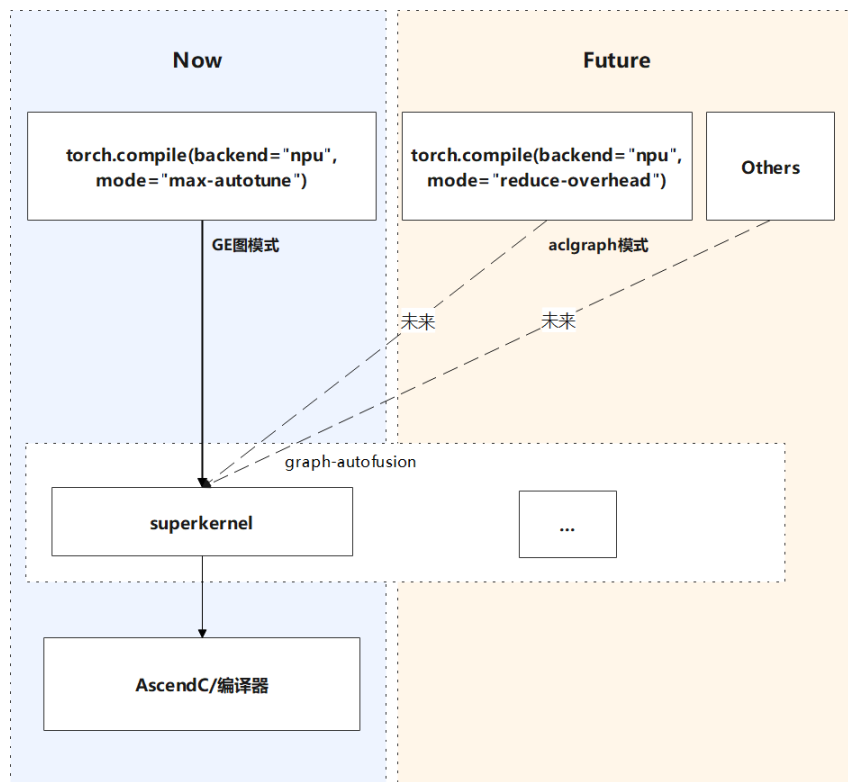 Now
Future
torch.compile(backend="npu",
mode="max-autotune")
torch.compile(backend="npu",
mode="reduce-overhead")
Others
GE图模式
aclgraph模式
未来
未来
graph-autofusion
superkernel
...
AscendC/编译器